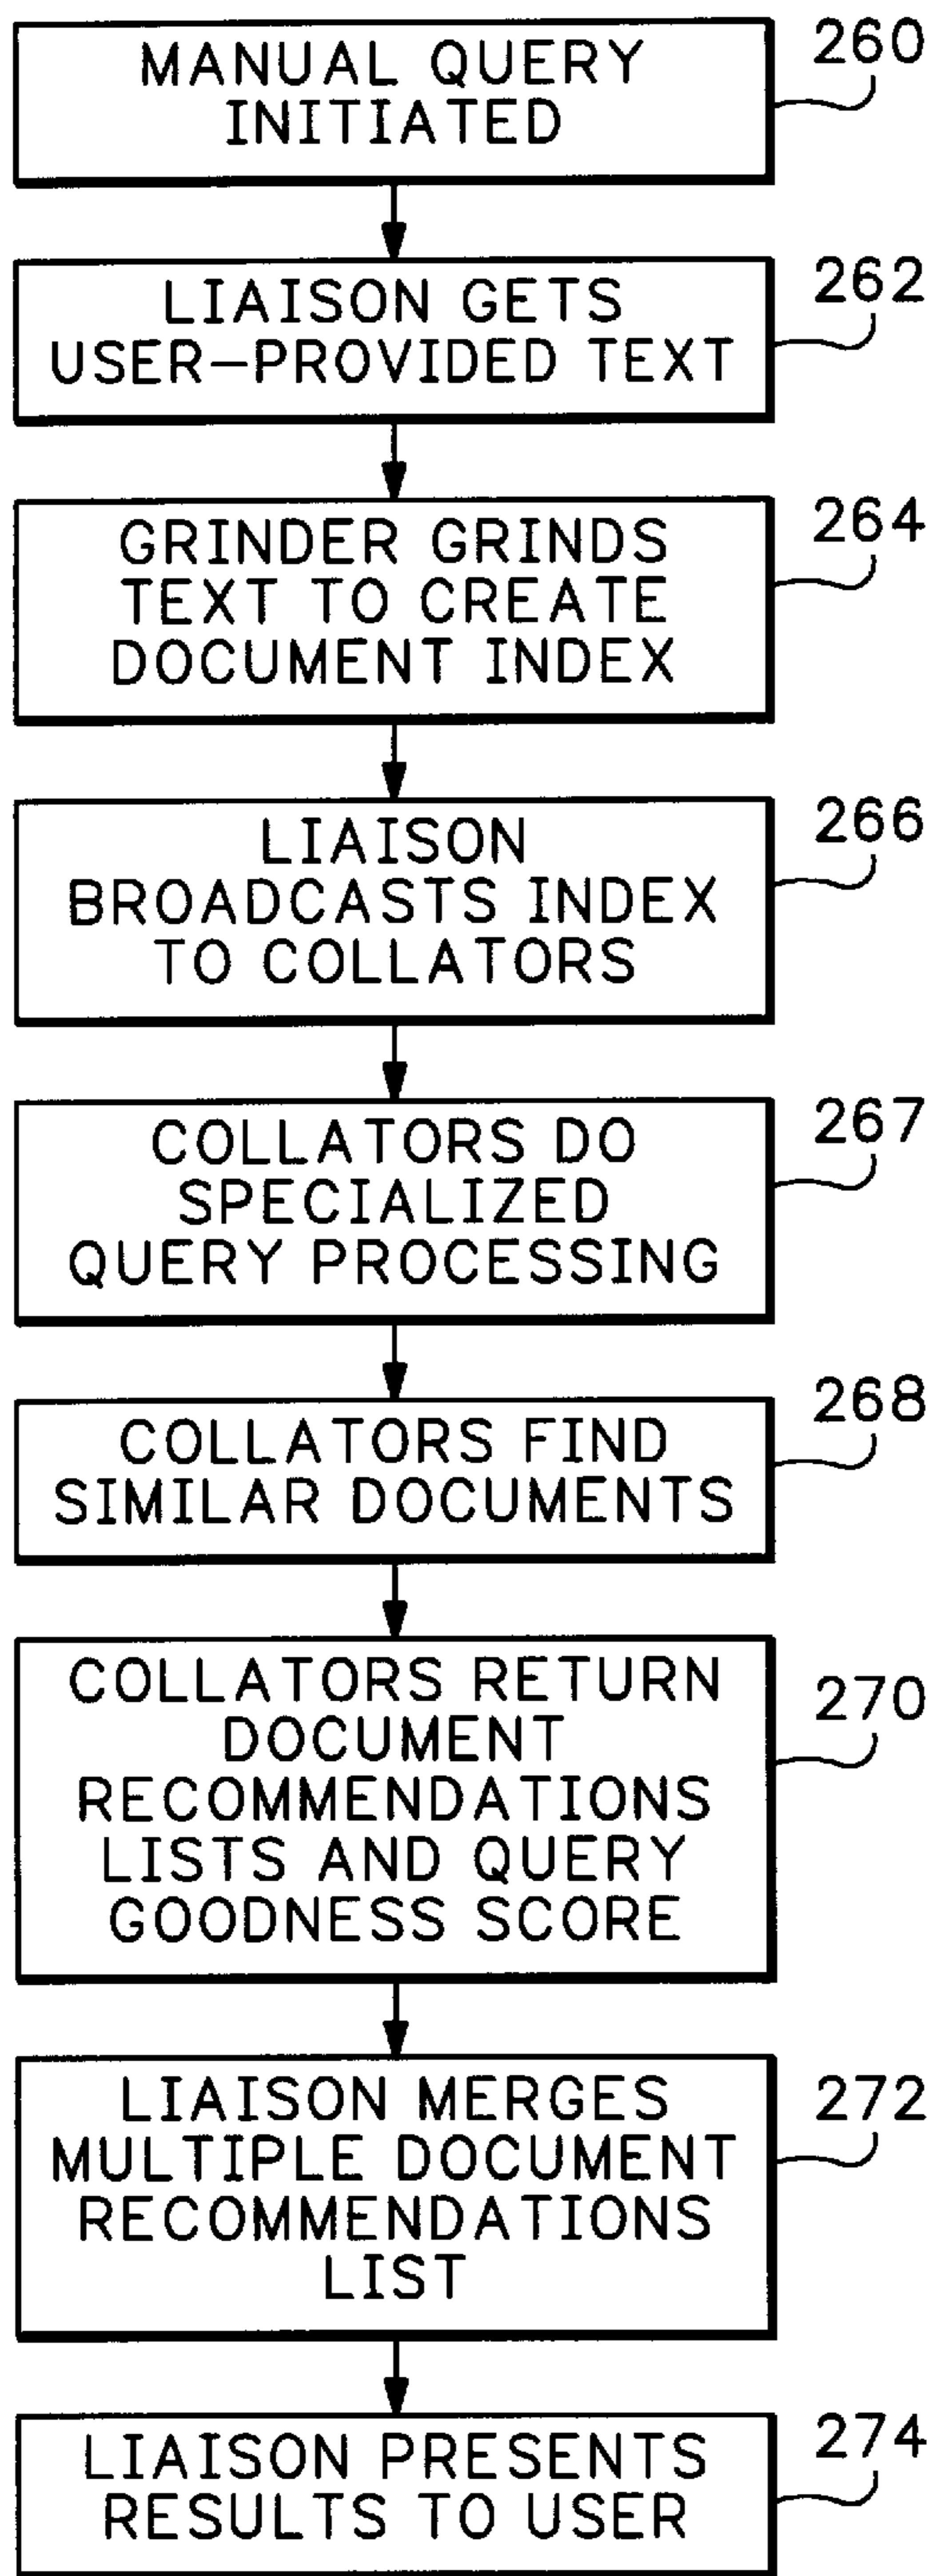 MANUAL QUERY
INITIATED
260
LIAISON GETS
USER-PROVIDED TEXT
262
GRINDER GRINDS
TEXT TO CREATE
DOCUMENT INDEX
264
LIAISON
BROADCASTS INDEX
TO COLLATORS
266
COLLATORS DO
SPECIALIZED
QUERY PROCESSING
267
COLLATORS FIND
SIMILAR DOCUMENTS
268
COLLATORS RETURN
DOCUMENT
RECOMMENDATIONS
LISTS AND QUERY
GOODNESS SCORE
270
LIAISON MERGES
MULTIPLE DOCUMENT
RECOMMENDATIONS
LIST
272
LIAISON PRESENTS
RESULTS TO USER
274